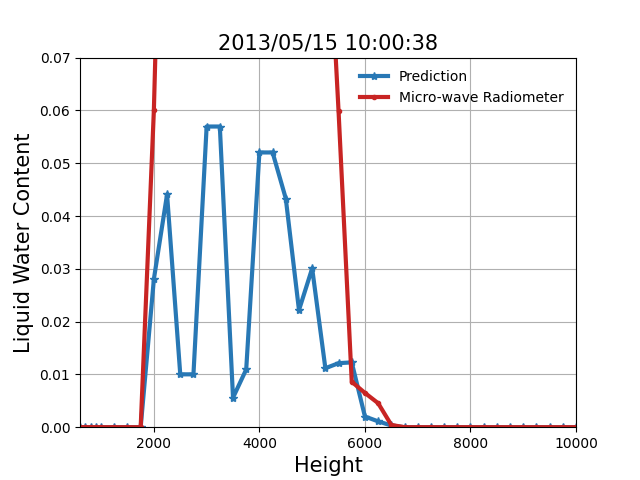 2013/05/15 10:00:38
Prediction
Micro-wave Radiometer
Liquid Water Content
0.07
0.06
0.05
0.04
0.03
0.02
0.01
0.00
2000 4000 6000 8000 10000
Height